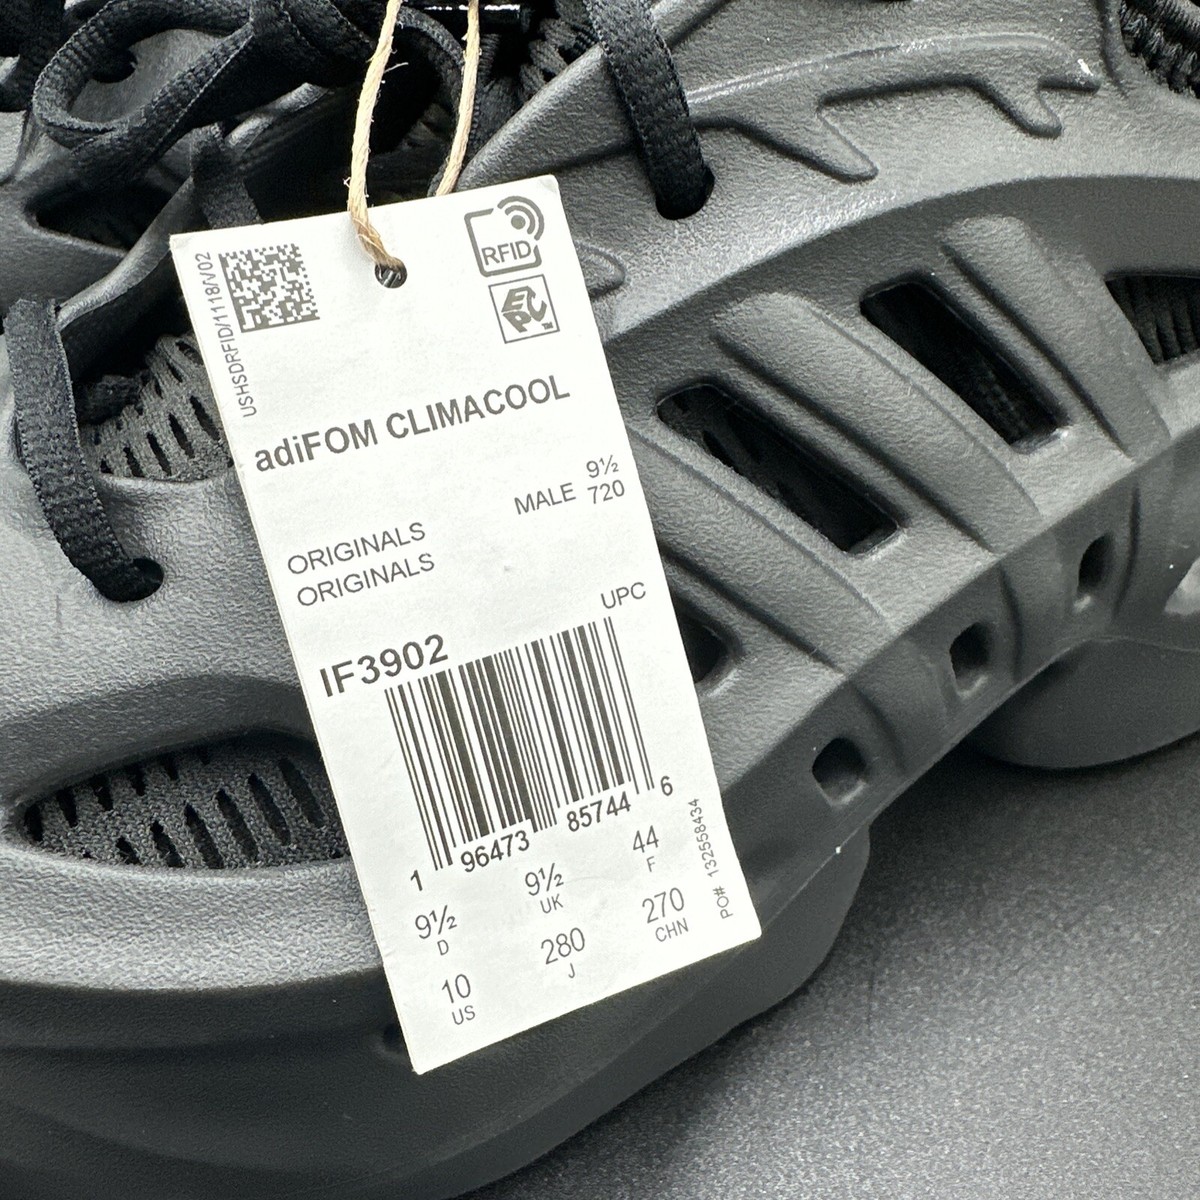 RFID
EPC
TM
USHSDRFID/1118/V02
adiFOM CLIMACOOL
MALE 9½
720
ORIGINALS
ORIGINALS
UPC
IF3902
1 96473 85744 6
9½ D
9½ UK
44 F
10 US
280 J
270 CHN
PO# 132558434